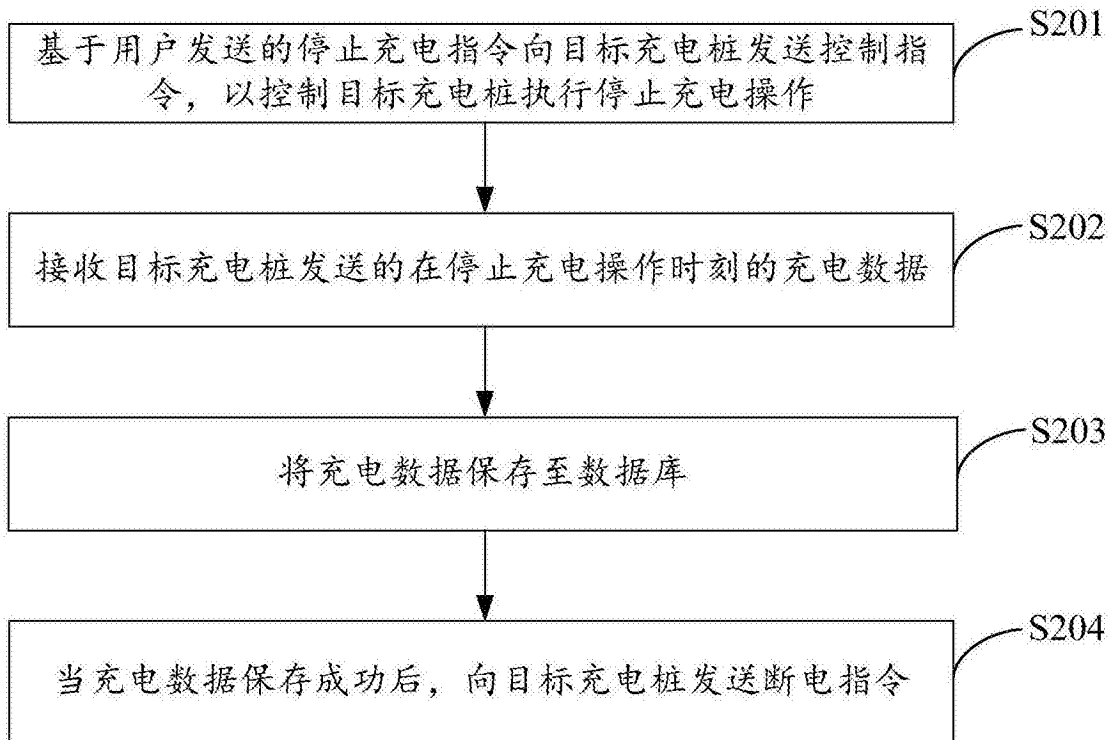 S201
基于用户发送的停止充电指令向目标充电桩发送控制指
令，以控制目标充电桩执行停止充电操作
S202
接收目标充电桩发送的在停止充电操作时刻的充电数据
S203
将充电数据保存至数据库
S204
当充电数据保存成功后，向目标充电桩发送断电指令